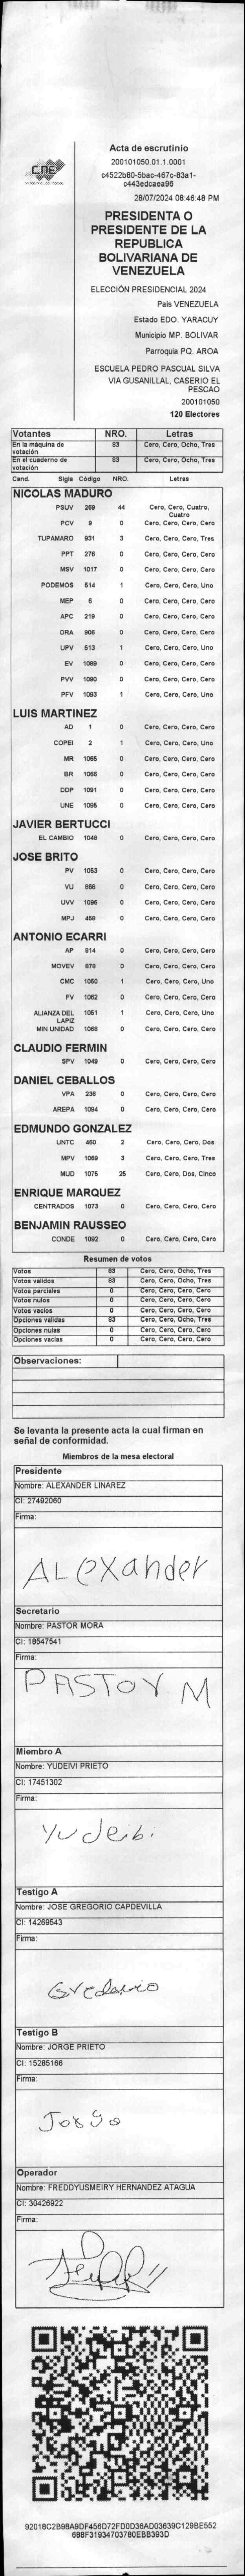 CNE
Acta de escrutinio
200101050.01.1.0001
c4522b80-5bac-467c-83a1-
c443edcaea96
28/07/2024 08:46:48 PM
PRESIDENTA O
PRESIDENTE DE LA
REPUBLICA
BOLIVARIANA DE
VENEZUELA
ELECCIÓN PRESIDENCIAL 2024
Pais VENEZUELA
Estado EDO. YARACUY
Municipio MP. BOLIVAR
Parroquia PQ. AROA
ESCUELA PEDRO PASCUAL SILVA
VIA GUSANILLAL, CASERIO EL
PESCAO
200101050
120 Electores
Votantes NRO. Letras
En la máquina de votación 83 Cero, Cero, Ocho, Tres
En el cuaderno de votación 83 Cero, Cero, Ocho, Tres
Cand. Sigla Código NRO. Letras
NICOLAS MADURO
PSUV 269 44 Cero, Cero, Cuatro, Cuatro
PCV 9 0 Cero, Cero, Cero, Cero
TUPAMARO 931 3 Cero, Cero, Cero, Tres
PPT 276 0 Cero, Cero, Cero, Cero
MSV 1017 0 Cero, Cero, Cero, Cero
PODEMOS 514 1 Cero, Cero, Cero, Uno
MEP 5 0 Cero, Cero, Cero, Cero
APC 219 0 Cero, Cero, Cero, Cero
ORA 906 0 Cero, Cero, Cero, Cero
UPV 513 1 Cero, Cero, Cero, Uno
EV 1089 0 Cero, Cero, Cero, Cero
PVV 1090 0 Cero, Cero, Cero, Cero
PFV 1093 1 Cero, Cero, Cero, Uno
LUIS MARTINEZ
AD 1 0 Cero, Cero, Cero, Cero
COPEI 2 1 Cero, Cero, Cero, Uno
MR 1065 0 Cero, Cero, Cero, Cero
BR 1066 0 Cero, Cero, Cero, Cero
DDP 1091 0 Cero, Cero, Cero, Cero
UNE 1095 0 Cero, Cero, Cero, Cero
JAVIER BERTUCCI
EL CAMBIO 1048 0 Cero, Cero, Cero, Cero
JOSE BRITO
PV 1053 0 Cero, Cero, Cero, Cero
VU 868 0 Cero, Cero, Cero, Cero
UVV 1096 0 Cero, Cero, Cero, Cero
MPJ 458 0 Cero, Cero, Cero, Cero
ANTONIO ECARRI
AP 814 0 Cero, Cero, Cero, Cero
MOVEV 878 0 Cero, Cero, Cero, Cero
CMC 1050 1 Cero, Cero, Cero, Uno
FV 1052 0 Cero, Cero, Cero, Cero
ALIANZA DEL LAPIZ 1051 1 Cero, Cero, Cero, Uno
MIN UNIDAD 1068 0 Cero, Cero, Cero, Cero
CLAUDIO FERMIN
SPV 1049 0 Cero, Cero, Cero, Cero
DANIEL CEBALLOS
VPA 236 0 Cero, Cero, Cero, Cero
AREPA 1094 0 Cero, Cero, Cero, Cero
EDMUNDO GONZALEZ
UNTC 460 2 Cero, Cero, Cero, Dos
MPV 1069 3 Cero, Cero, Cero, Tres
MUD 1075 25 Cero, Cero, Dos, Cinco
ENRIQUE MARQUEZ
CENTRADOS 1073 0 Cero, Cero, Cero, Cero
BENJAMIN RAUSSEO
CONDE 1092 0 Cero, Cero, Cero, Cero
Resumen de votos
Votos 83 Cero, Cero, Ocho, Tres
Votos validos 83 Cero, Cero, Ocho, Tres
Votos parciales 0 Cero, Cero, Cero, Cero
Votos nulos 0 Cero, Cero, Cero, Cero
Votos vacios 0 Cero, Cero, Cero, Cero
Opciones validas 83 Cero, Cero, Ocho, Tres
Opciones nulas 0 Cero, Cero, Cero, Cero
Opciones vacias 0 Cero, Cero, Cero, Cero
Observaciones:
Se levanta la presente acta la cual firman en
señal de conformidad.
Miembros de la mesa electoral
Presidente
Nombre: ALEXANDER LINAREZ
CI: 27492060
Firma:
ALexander
Secretario
Nombre: PASTOR MORA
CI: 18547541
Firma:
PASTOR M
Miembro A
Nombre: YUDEIVI PRIETO
CI: 17451302
Firma:
Yudeibi
Testigo A
Nombre: JOSE GREGORIO CAPDEVILLA
CI: 14269543
Firma:
Testigo B
Nombre: JORGE PRIETO
CI: 15285166
Firma:
Operador
Nombre: FREDDYUSMEIRY HERNANDEZ ATAGUA
CI: 30426922
Firma:
92018C2B98A9DF456D72FD0D36AD03639C129BE552
688F31934703780EBB393D